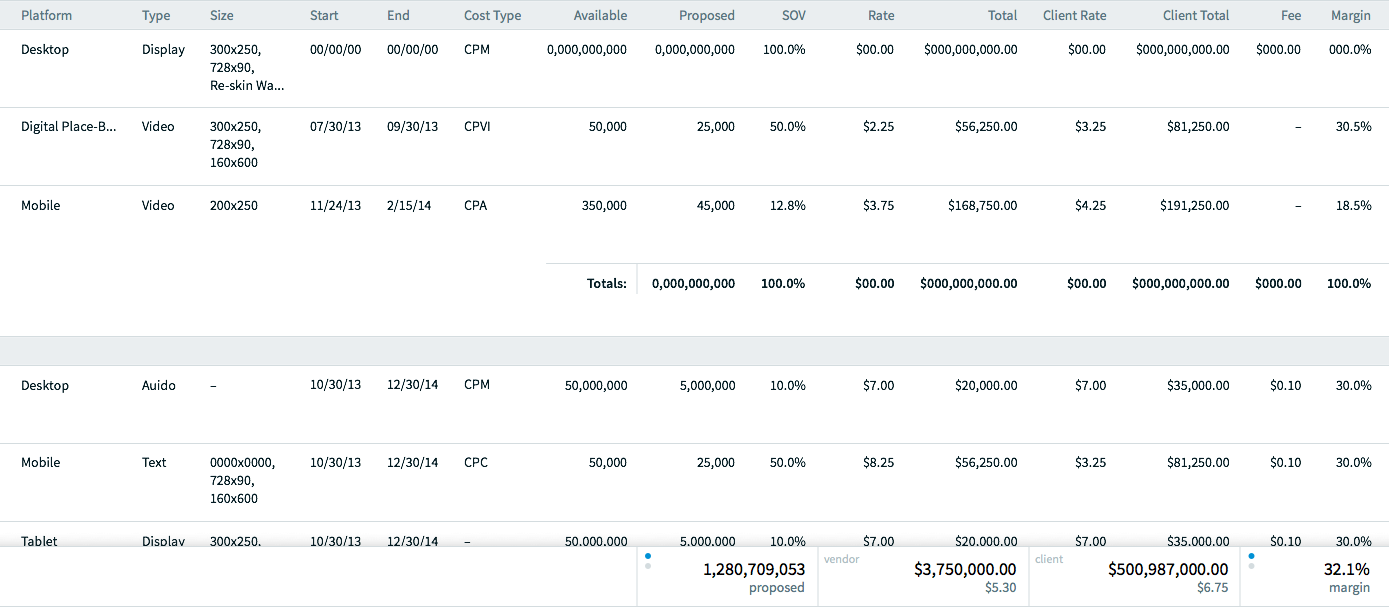 Platform Type Size Start End Cost Type Available Proposed SOV Rate Total Client Rate Client Total Fee Margin
Desktop Display 300x250, 00/00/00 00/00/00 CPM 0,000,000,000 0,000,000,000 100.0% $00.00 $000,000,000.00 $00.00 $000,000,000.00 $000.00 000.0%
728x90,
Re-skin Wa...
Digital Place-B... Video 300x250, 07/30/13 09/30/13 CPVI 50,000 25,000 50.0% $2.25 $56,250.00 $3.25 $81,250.00 – 30.5%
728x90,
160x600
Mobile Video 200x250 11/24/13 2/15/14 CPA 350,000 45,000 12.8% $3.75 $168,750.00 $4.25 $191,250.00 – 18.5%
Totals: 0,000,000,000 100.0% $00.00 $000,000,000.00 $00.00 $000,000,000.00 $000.00 100.0%
Desktop Auido – 10/30/13 12/30/14 CPM 50,000,000 5,000,000 10.0% $7.00 $20,000.00 $7.00 $35,000.00 $0.10 30.0%
Mobile Text 0000x0000, 10/30/13 12/30/14 CPC 50,000 25,000 50.0% $8.25 $56,250.00 $3.25 $81,250.00 $0.10 30.0%
728x90,
160x600
Tablet Display 300x250, 10/30/13 12/30/14 – 50,000,000 5,000,000 10.0% $7.00 $20,000.00 $7.00 $35,000.00 $0.10 30.0%
vendor client
1,280,709,053 $3,750,000.00 $500,987,000.00 32.1%
proposed $5.30 $6.75 margin